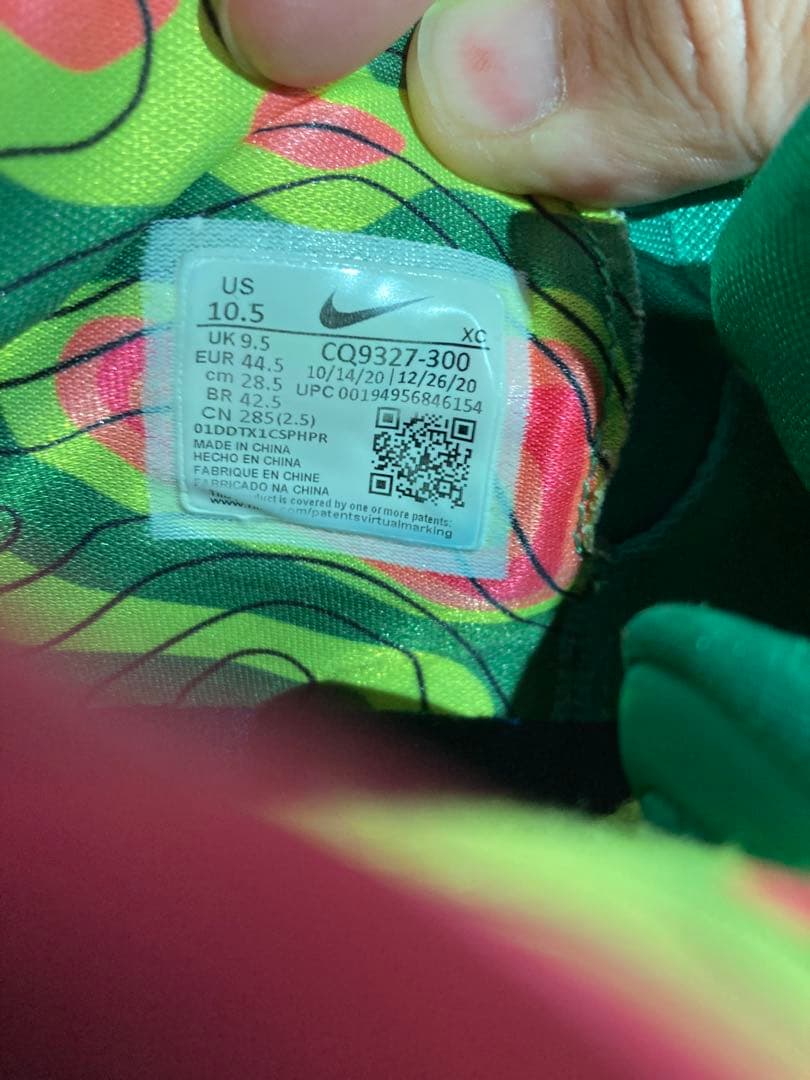 US
10.5
XC
UK 9.5
EUR 44.5
cm 28.5
BR 42.5
CN 285(2.5)
CQ9327-300
10/14/20 | 12/26/20
UPC 00194956846154
01DDTX1CSPHPR
MADE IN CHINA
HECHO EN CHINA
FABRIQUE EN CHINE
FABRICADO NA CHINA
duct is covered by one or more patents:
www. com/patentsvirtualmarking